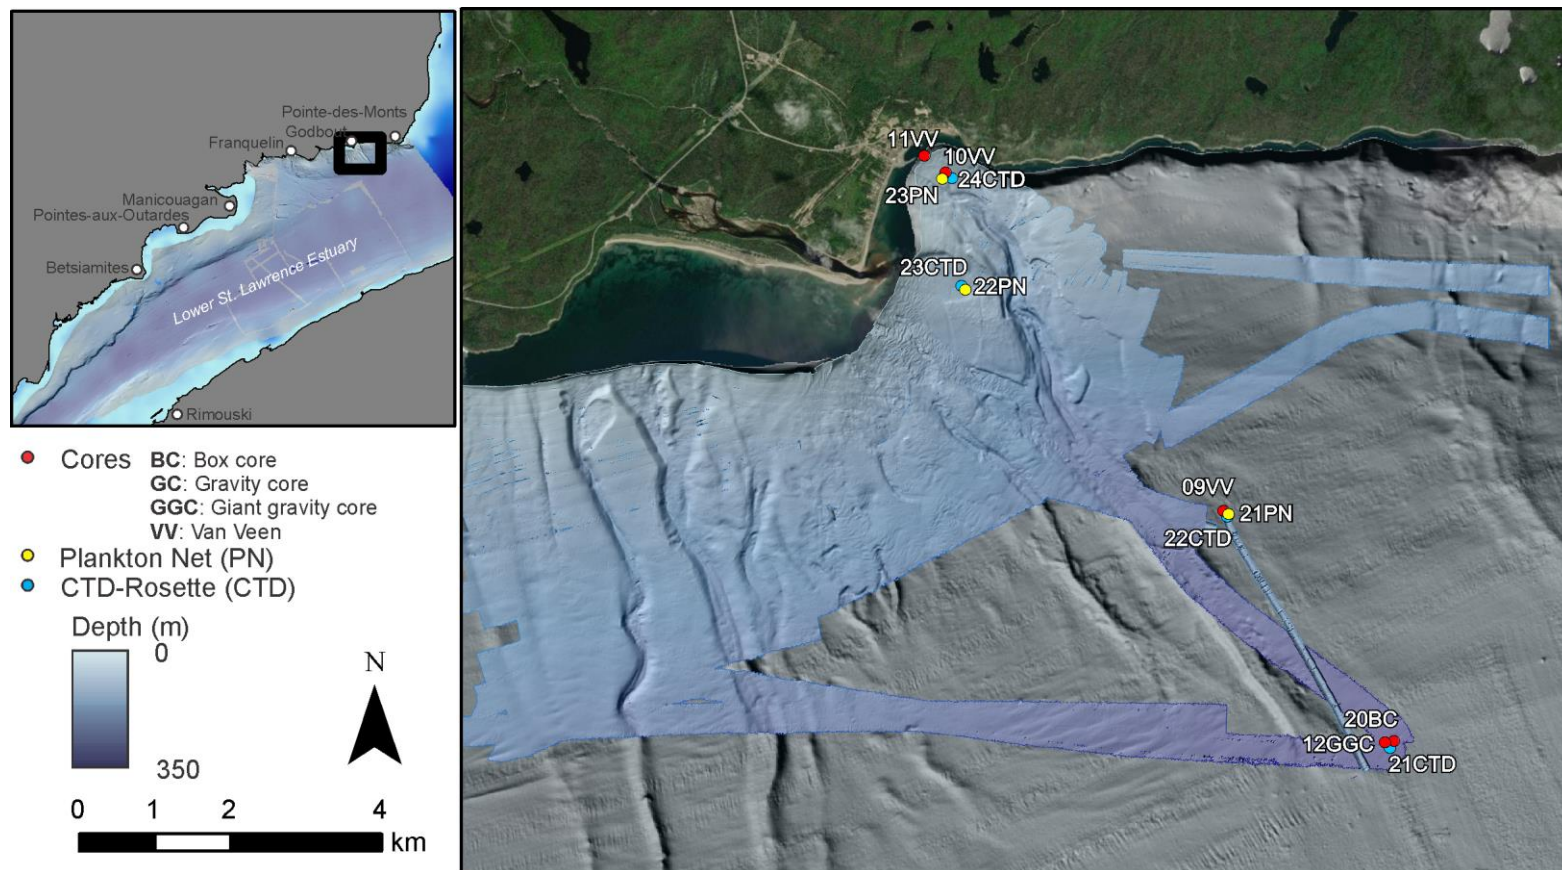 Pointe-des-Monts
Godbout
Franquelin
Manicouagan
Pointes-aux-Outardes
Betsiamites
Lower St. Lawrence Estuary
Rimouski
Cores
BC: Box core
GC: Gravity core
GGC: Giant gravity core
VV: Van Veen
Plankton Net (PN)
CTD-Rosette (CTD)
Depth (m)
0
350
N
0 1 2 4
km
11VV
10VV
24CTD
23PN
23CTD
22PN
09VV
21PN
22CTD
20BC
12GGC
21CTD